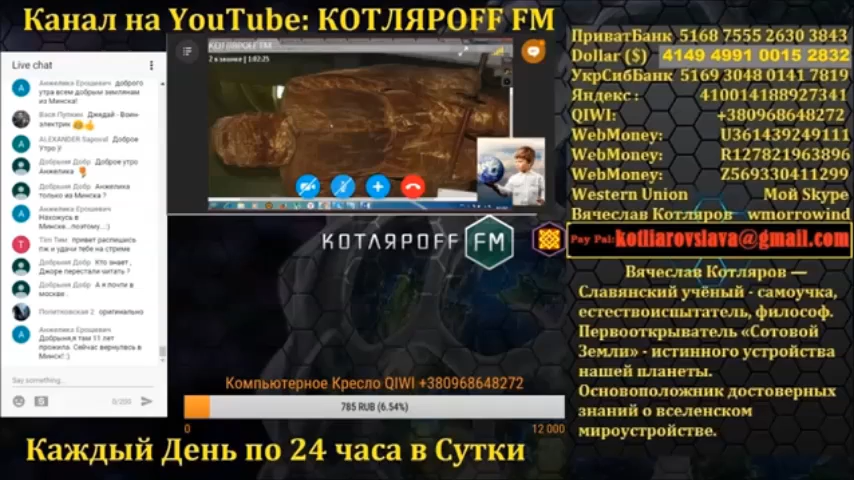 Канал на YouTube: КОТЛЯРOFF FM
Live chat
Анжелика Ерошевич доброго
утра всем добрым землянам
из Минска!
Вася Пупкин Джедай - Воин-
электрик
ALEXANDER Sagoval Доброе
Утро )/
Добрыня Добр Доброе утро
Анжелика
Добрыня Добр Анжелика
только из Минска ?
Анжелика Ерошевич
Нахожусь в
Минске...поэтому.:)
Тim Тим привет распишись
пж и удачи тебе на стриме
Добрыня Добр Кто знает ,
Джоре перестали читать ?
Добрыня Добр А я почти в
москве .
Политковская 2 оригинально
Анжелика Ерошевич
Добрыня,я там 11 лет
прожила. Сейчас вернулась в
Минск!:)
Say something...
0/200
КОТЛЯРOFF FM
2 в звонке | 1:02:25
КОТЛЯРOFF FM
Компьютерное Кресло QIWI +380968648272
785 RUB (6.54%)
0 12 000
Каждый День по 24 часа в Сутки
ПриватБанк 5168 7555 2630 3843
Dollar ($) 4149 4991 0015 2832
УкрСибБанк 5169 3048 0141 7819
Яндекс : 410014188927341
QIWI: +380968648272
WebMoney: U361439249111
WebMoney: R127821963896
WebMoney: Z569330411299
Western Union Мой Skype
Вячеслав Котляров wmorrowind
Pay Pal: kotliarovslava@gmail.com
Вячеслав Котляров —
Славянский учёный - самоучка,
естествоиспытатель, философ.
Первооткрыватель «Сотовой
Земли» - истинного устройства
нашей планеты.
Основоположник достоверных
знаний о вселенском
мироустройстве.